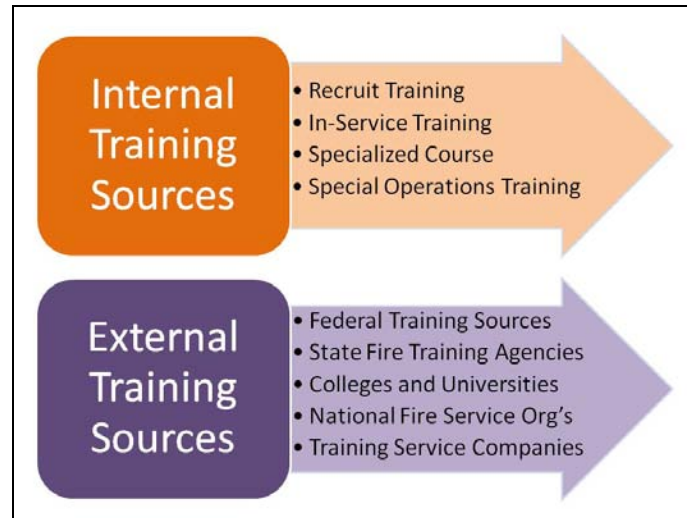 Internal
Training
Sources
• Recruit Training
• In-Service Training
• Specialized Course
• Special Operations Training
External
Training
Sources
• Federal Training Sources
• State Fire Training Agencies
• Colleges and Universities
• National Fire Service Org's
• Training Service Companies